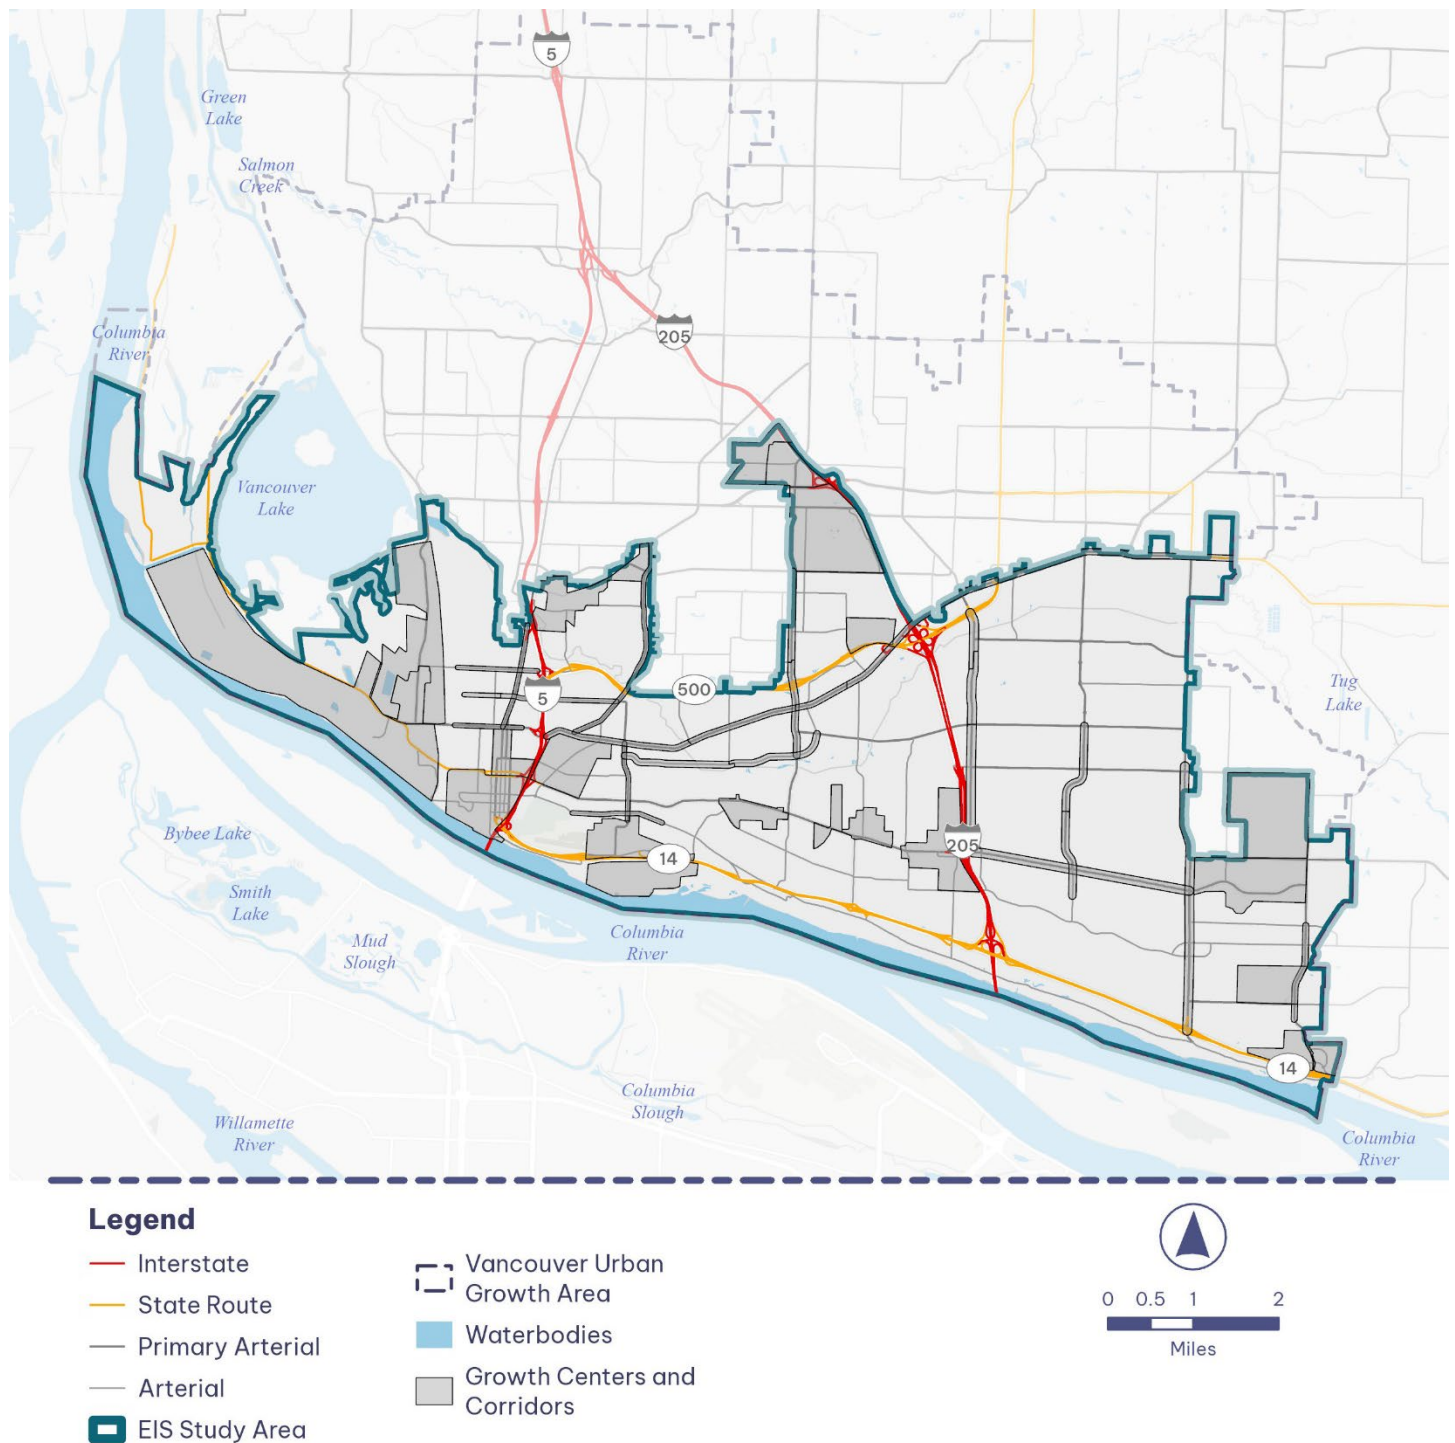 5
Green
Lake
Salmon
Creek
Columbia
River
205
Vancouver
Lake
500
5
Tug
Lake
Bybee Lake
205
14
Smith
Lake
Mud
Slough
Columbia
River
14
Columbia
Slough
Willamette
River
Columbia
River
Legend
Interstate
State Route
Primary Arterial
Arterial
EIS Study Area
Vancouver Urban
Growth Area
Waterbodies
Growth Centers and
Corridors
0 0.5 1 2
Miles